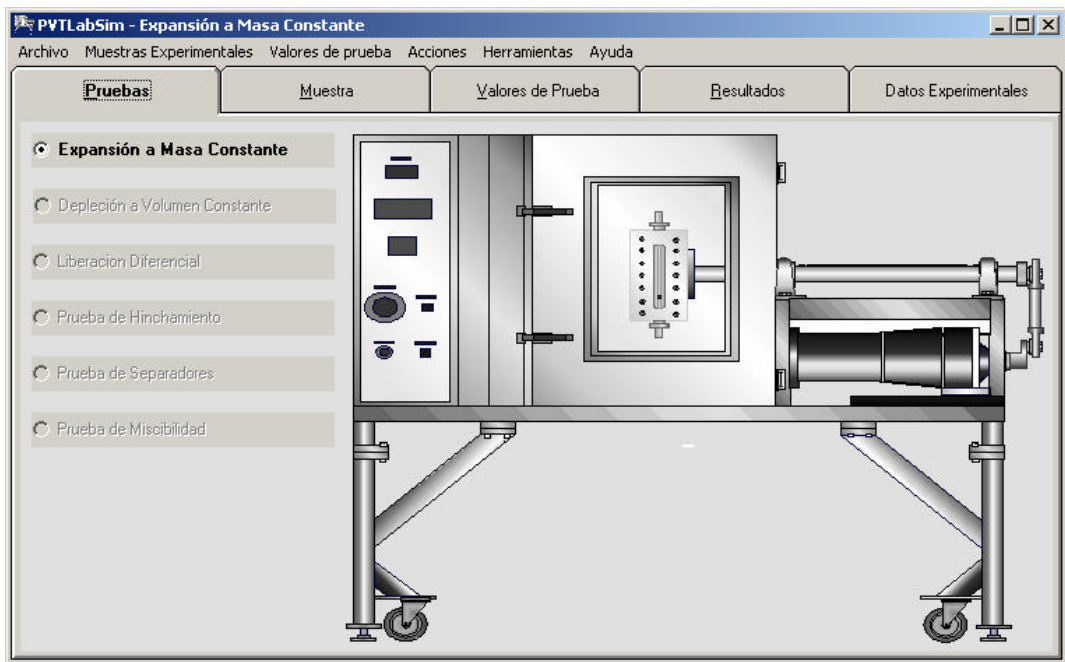 PVTLabSim - Expansión a Masa Constante
Archivo Muestras Experimentales Valores de prueba Acciones Herramientas Ayuda
Pruebas Muestra Valores de Prueba Resultados Datos Experimentales
Expansión a Masa Constante
Depleción a Volumen Constante
Liberacion Diferencial
Prueba de Hinchamiento
Prueba de Separadores
Prueba de Miscibilidad